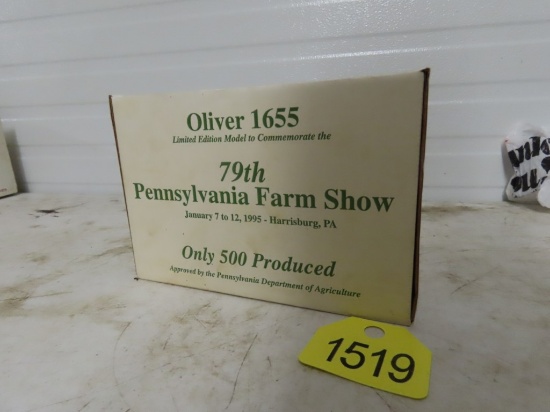 Oliver 1655
Limited Edition Model to Commemorate the
79th
Pennsylvania Farm Show
January 7 to 12, 1995 - Harrisburg, PA
Only 500 Produced
Approved by the Pennsylvania Department of Agriculture
1519